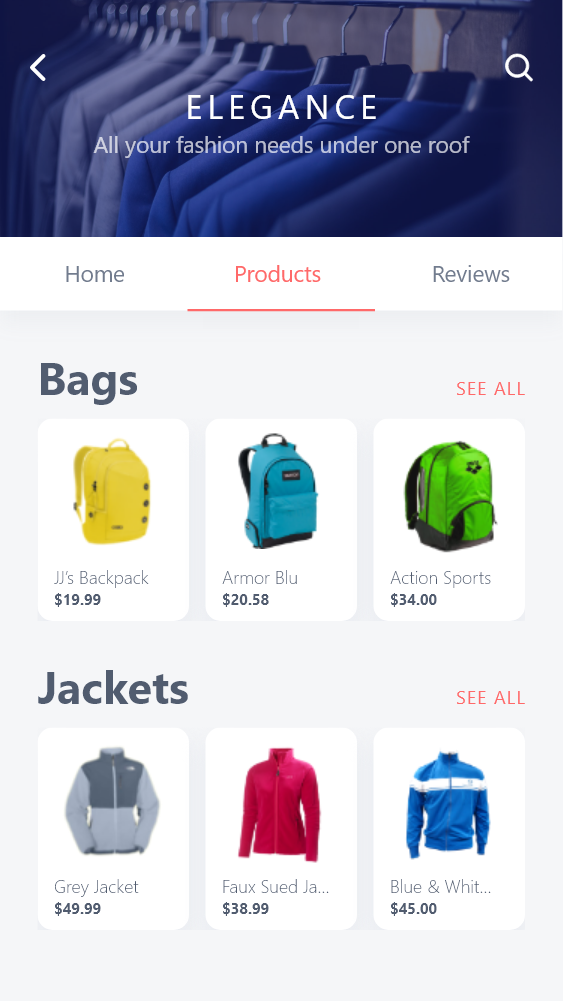 ELEGANCE
All your fashion needs under one roof
Home
Products
Reviews
Bags
SEE ALL
JJ's Backpack
$19.99
Armor Blu
$20.58
Action Sports
$34.00
Jackets
SEE ALL
Grey Jacket
$49.99
Faux Sued Ja...
$38.99
Blue & Whit...
$45.00